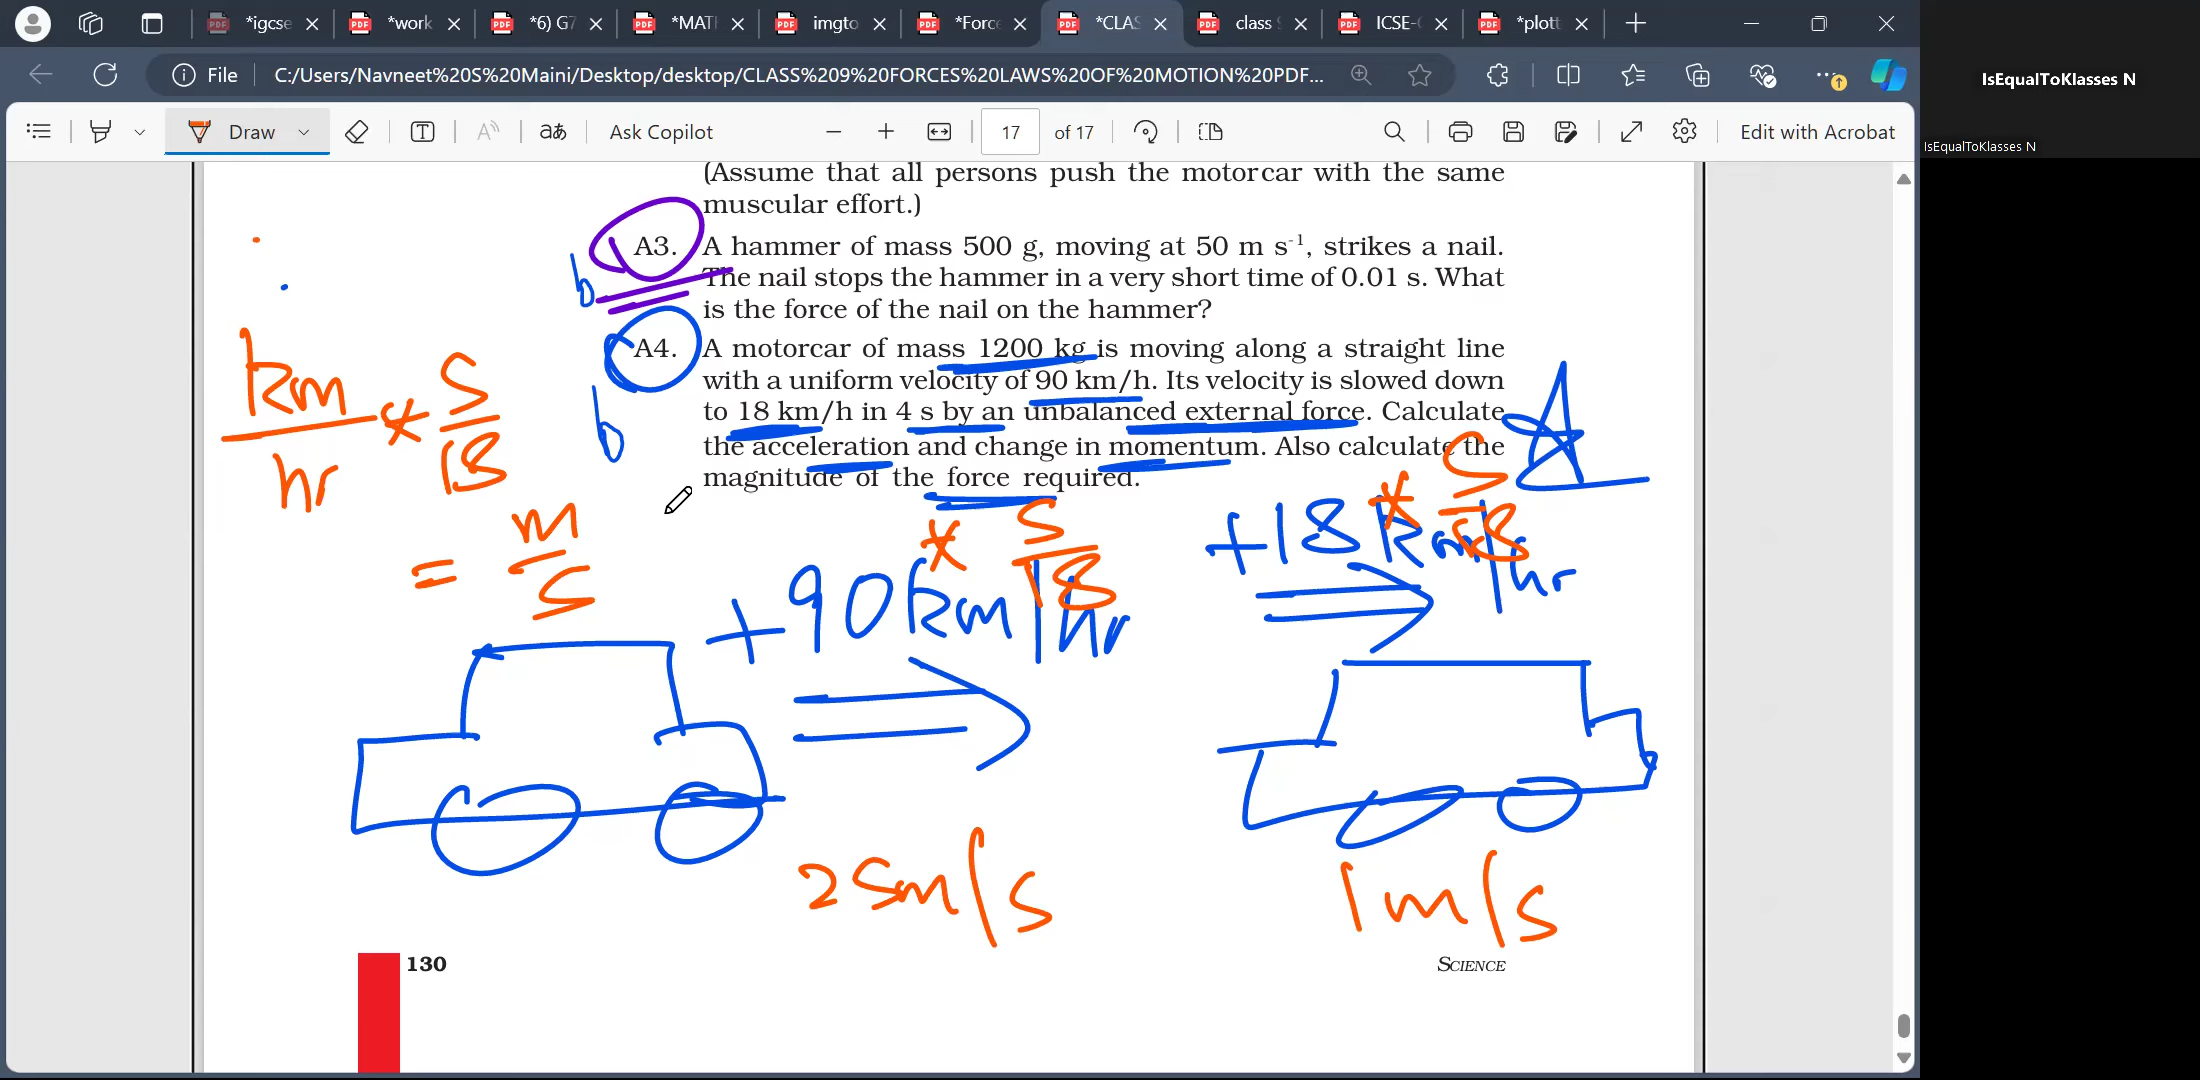 *igcse
*work
*6) G7
*MATH
imgto
*Force
*CLAS
class
ICSE-
*plott
File
C:/Users/Navneet%20S%20Maini/Desktop/desktop/CLASS%209%20FORCES%20LAWS%20OF%20MOTION%20PDF...
Draw
Ask Copilot
17 of 17
Edit with Acrobat
IsEqualToKlasses N
IsEqualToKlasses N
(Assume that all persons push the motorcar with the same
muscular effort.)
A3. A hammer of mass 500 g, moving at 50 m s-1, strikes a nail.
The nail stops the hammer in a very short time of 0.01 s. What
is the force of the nail on the hammer?
A4. A motorcar of mass 1200 kg is moving along a straight line
with a uniform velocity of 90 km/h. Its velocity is slowed down
to 18 km/h in 4 s by an unbalanced external force. Calculate
the acceleration and change in momentum. Also calculate the
magnitude of the force required.
b
b
km/hr * 5/18
= m/s
+90 km/hr * 5/18
+18 km/hr * 5/18
25m/s
1m/s
130
SCIENCE